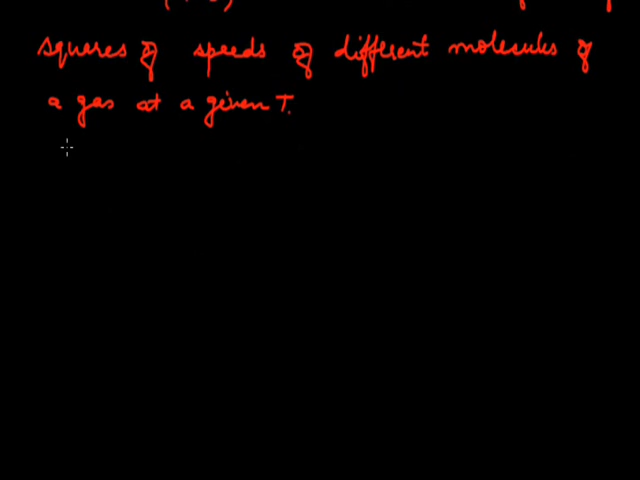 squares of speeds of different molecules of
a gas at a given T.